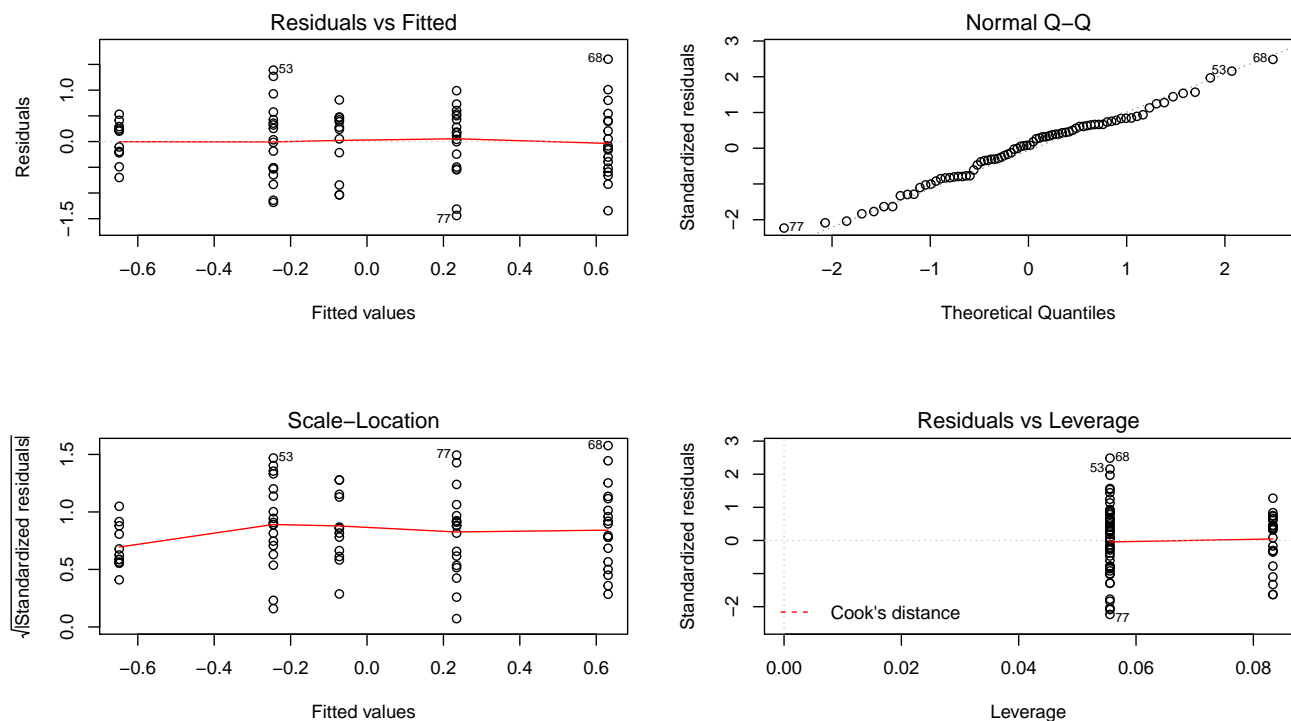 Residuals vs Fitted
Residuals
1.0
0.0
−1.5
53
68
77
−0.6 −0.4 −0.2 0.0 0.2 0.4 0.6
Fitted values
Normal Q−Q
Standardized residuals
3
2
1
0
−1
−2
53
68
77
−2 −1 0 1 2
Theoretical Quantiles
Scale−Location
√|Standardized residuals|
1.5
1.0
0.5
0.0
53
77
68
−0.6 −0.4 −0.2 0.0 0.2 0.4 0.6
Fitted values
Residuals vs Leverage
Standardized residuals
3
2
1
0
−2
53
68
77
Cook's distance
0.00 0.02 0.04 0.06 0.08
Leverage